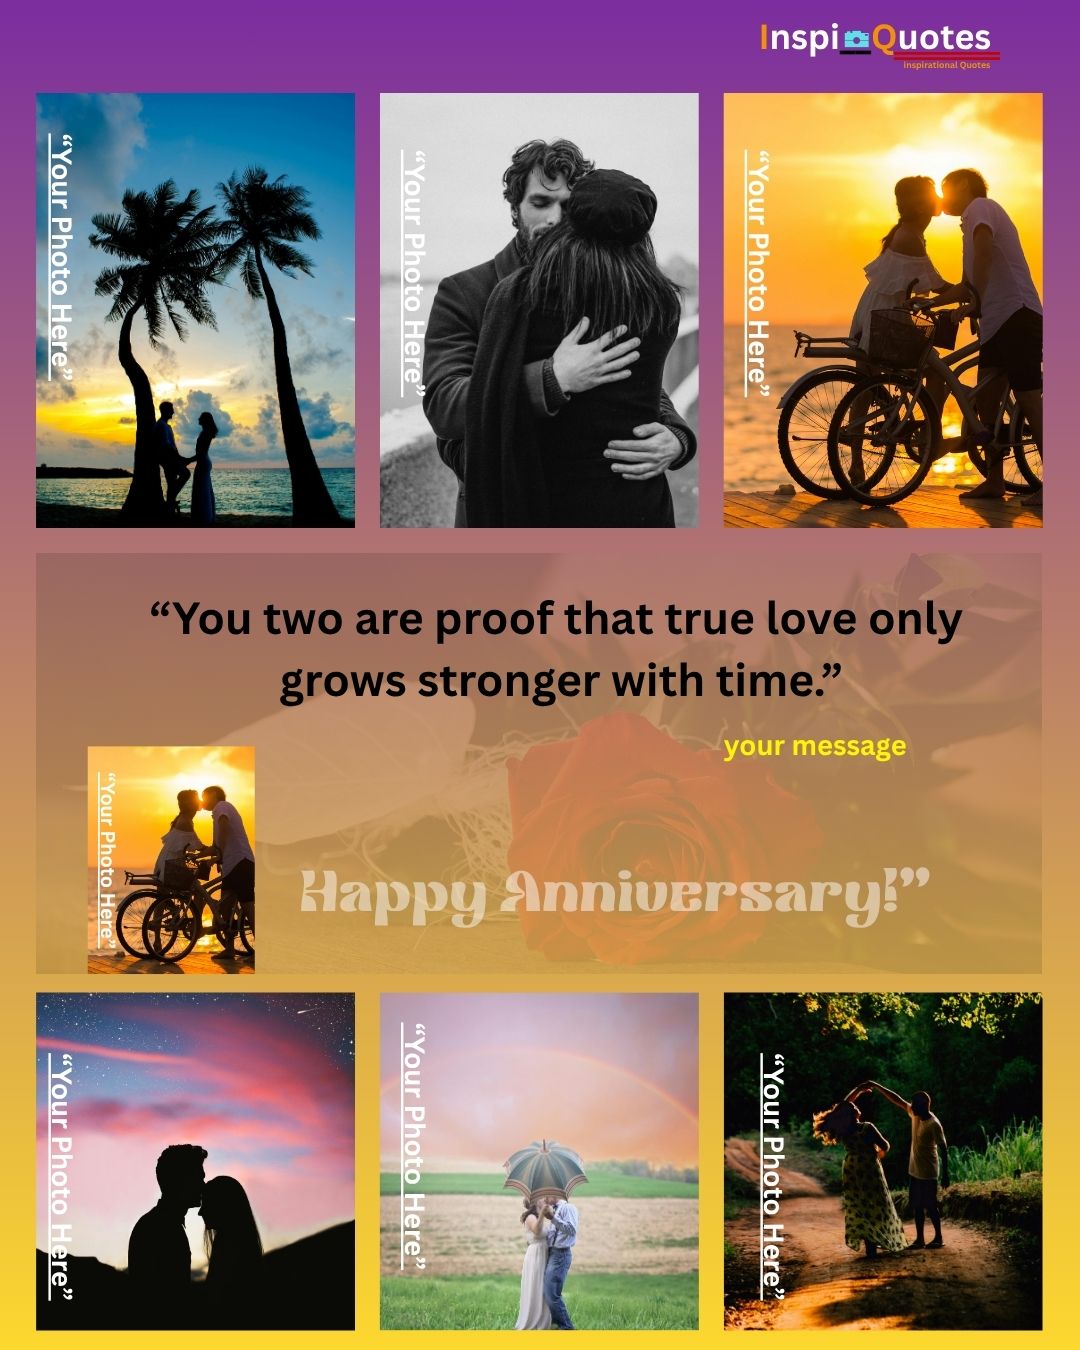 Inspi Quotes
inspirational Quotes
“Your Photo Here”
“Your Photo Here”
“Your Photo Here”
“You two are proof that true love only
grows stronger with time.”
your message
“Your Photo Here”
Happy Anniversary!”
“Your Photo Here”
“Your Photo Here”
“Your Photo Here”